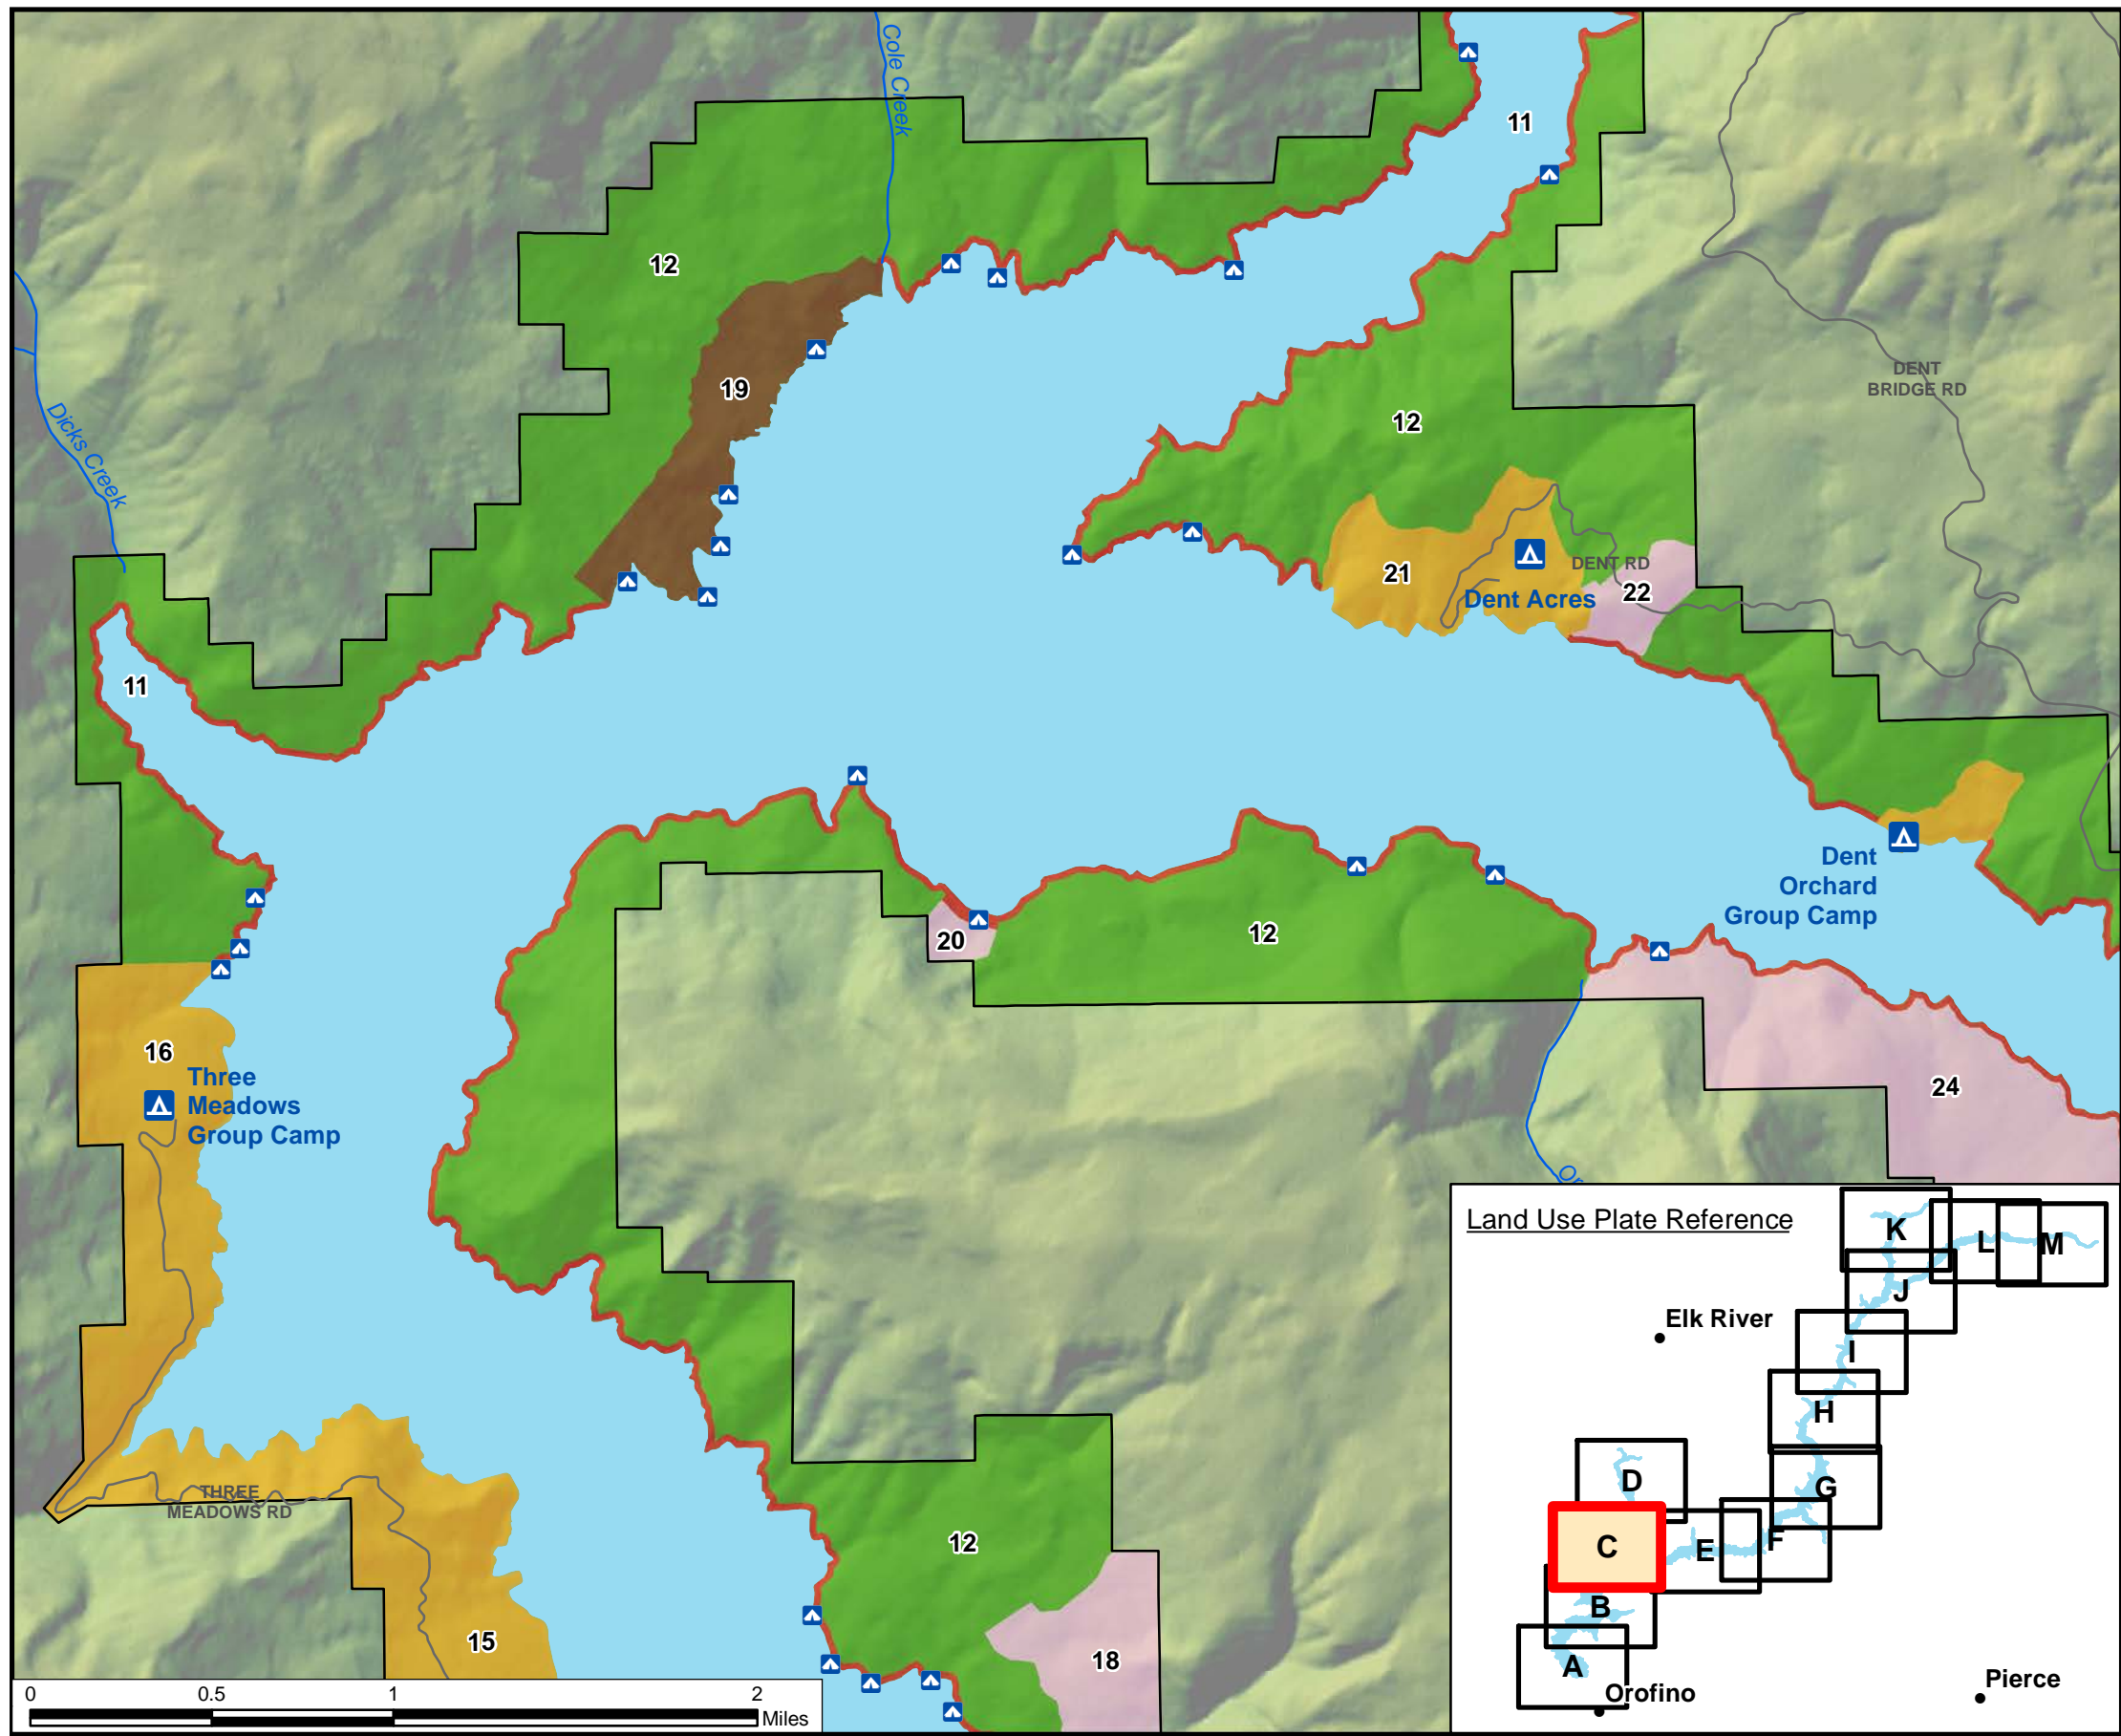 Cole Creek
11
12
19
DENT
BRIDGE RD
12
Dicks Creek
21
DENT RD
22
Dent Acres
11
Dent
Orchard
Group Camp
20
12
16
Three
Meadows
Group Camp
24
THREE
MEADOWS RD
12
15
18
0
0.5
1
2
Miles
Land Use Plate Reference
K
L
M
J
Elk River
I
H
D
G
C
E
F
B
A
Orofino
Pierce